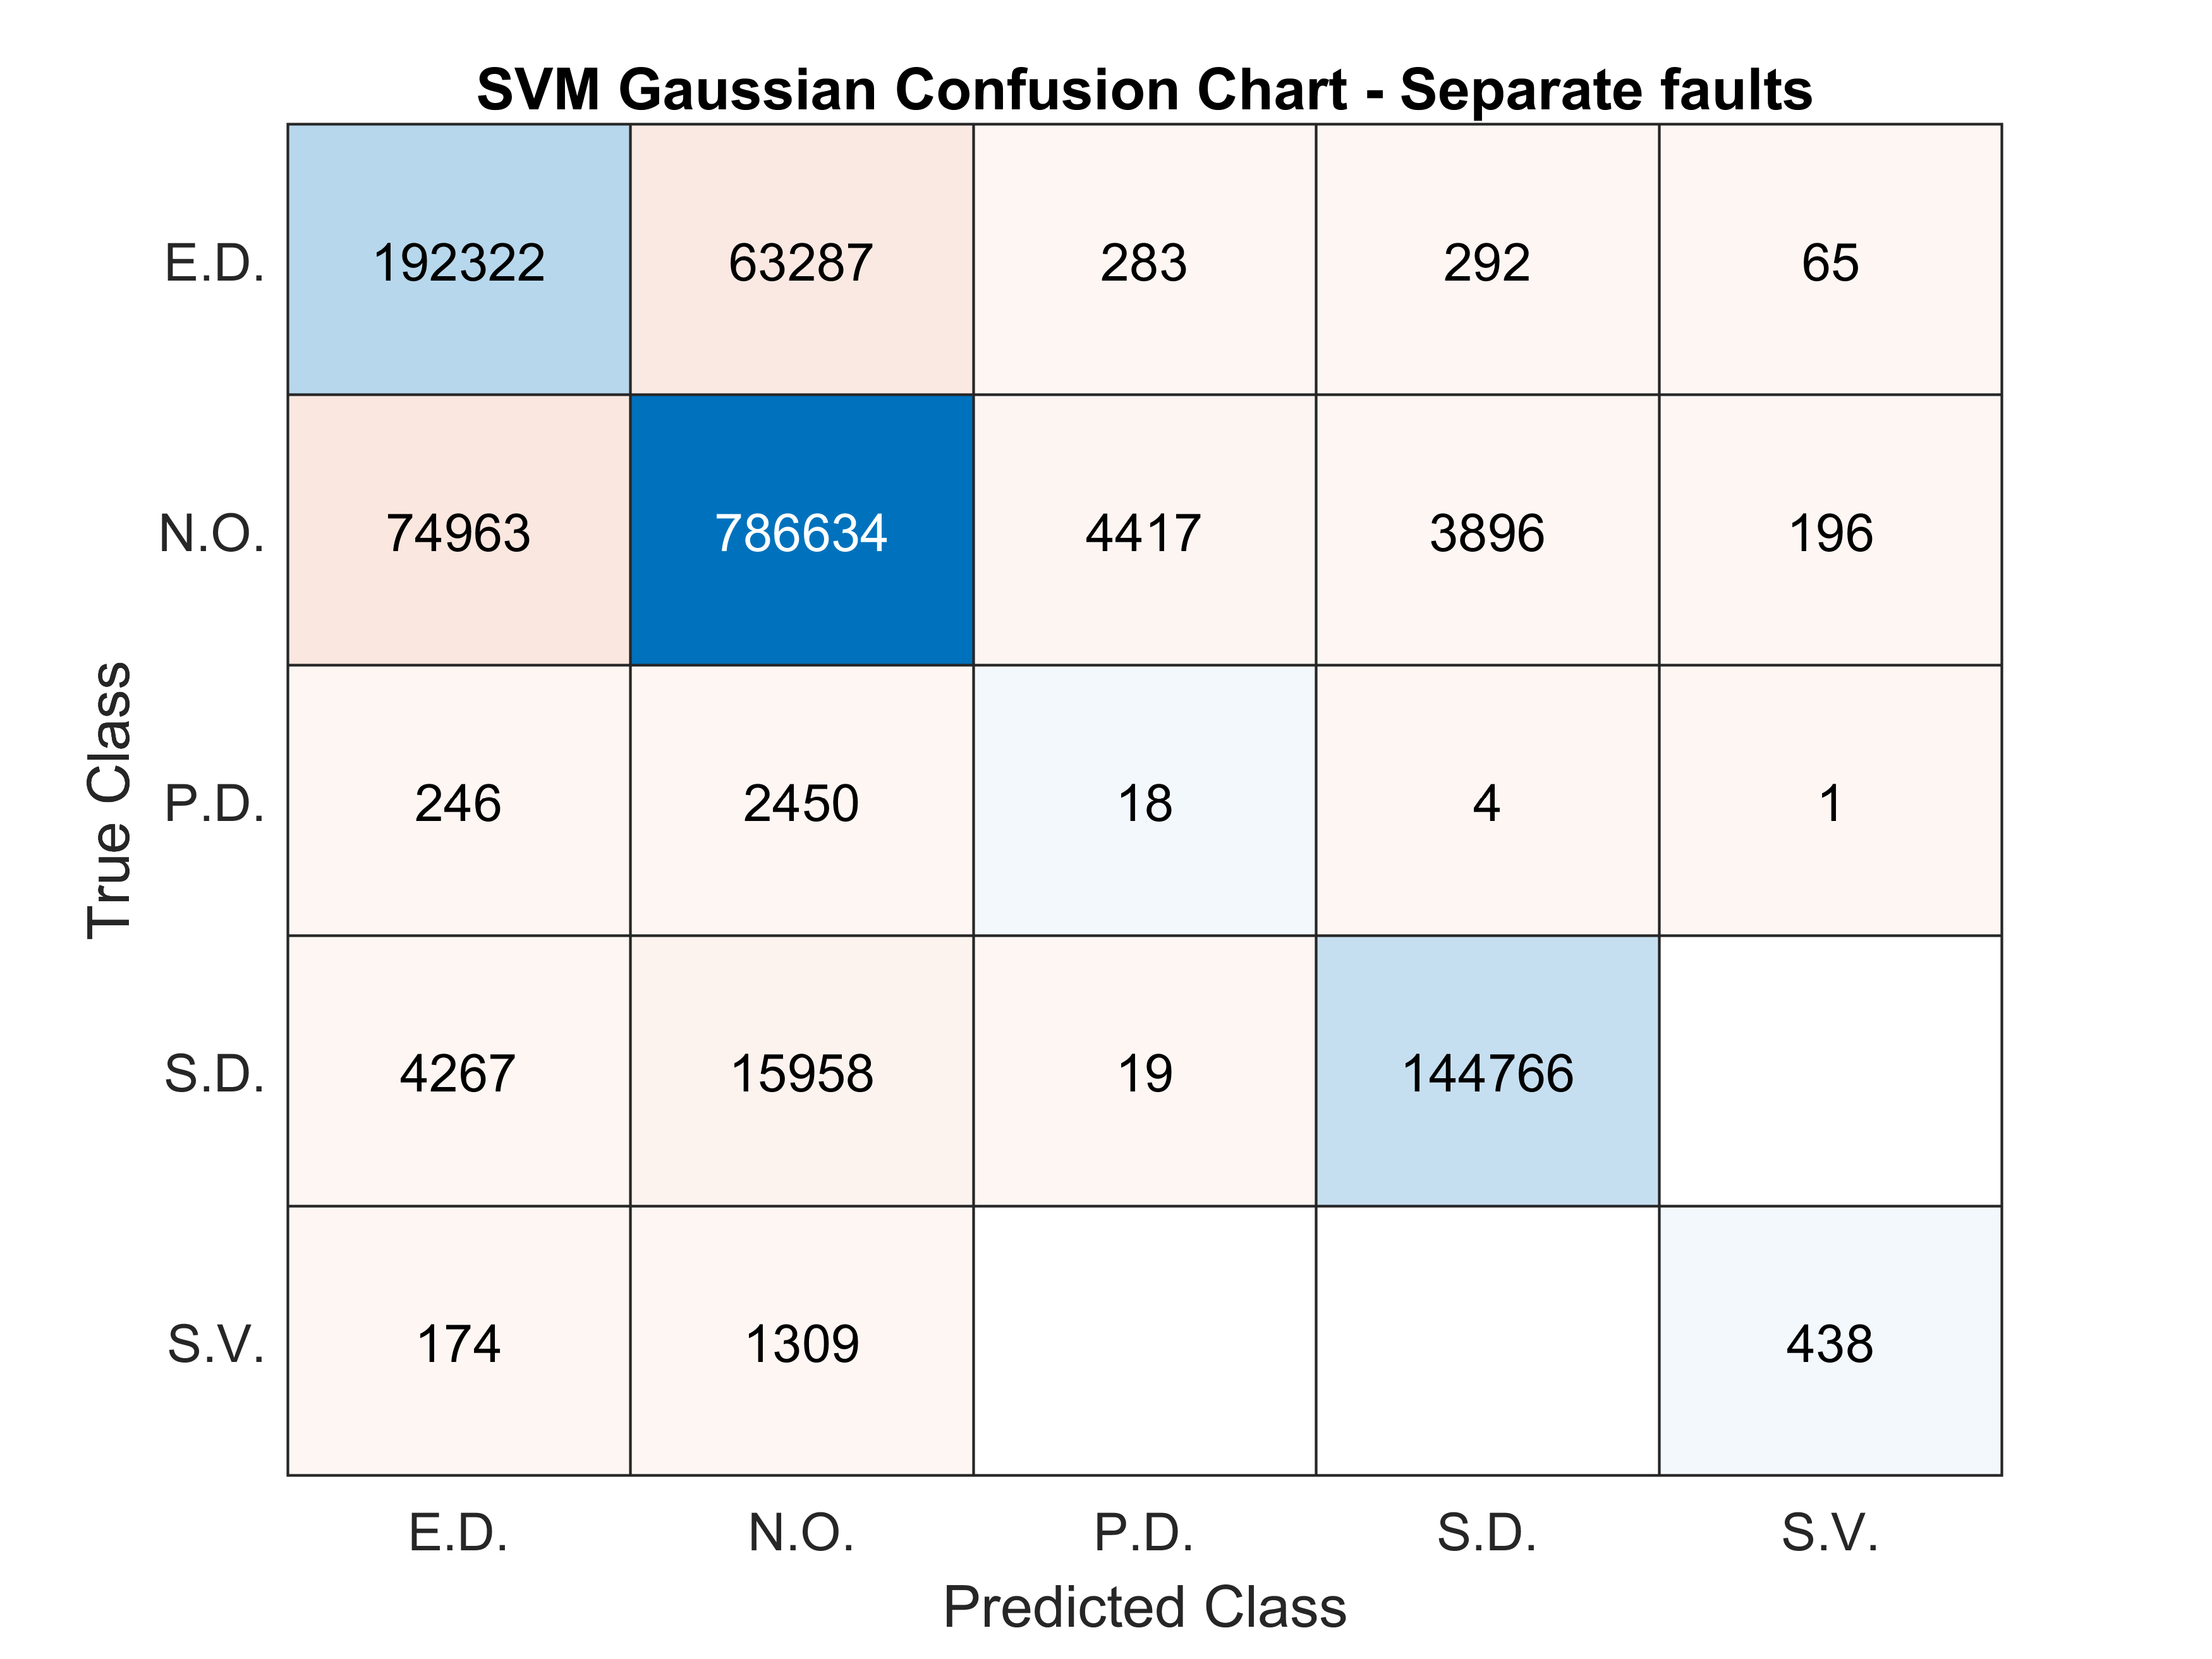 SVM Gaussian Confusion Chart - Separate faults
E.D. 192322 63287 283 292 65
N.O. 74963 786634 4417 3896 196
P.D. 246 2450 18 4 1
S.D. 4267 15958 19 144766
S.V. 174 1309 438
True Class
E.D. N.O. P.D. S.D. S.V.
Predicted Class